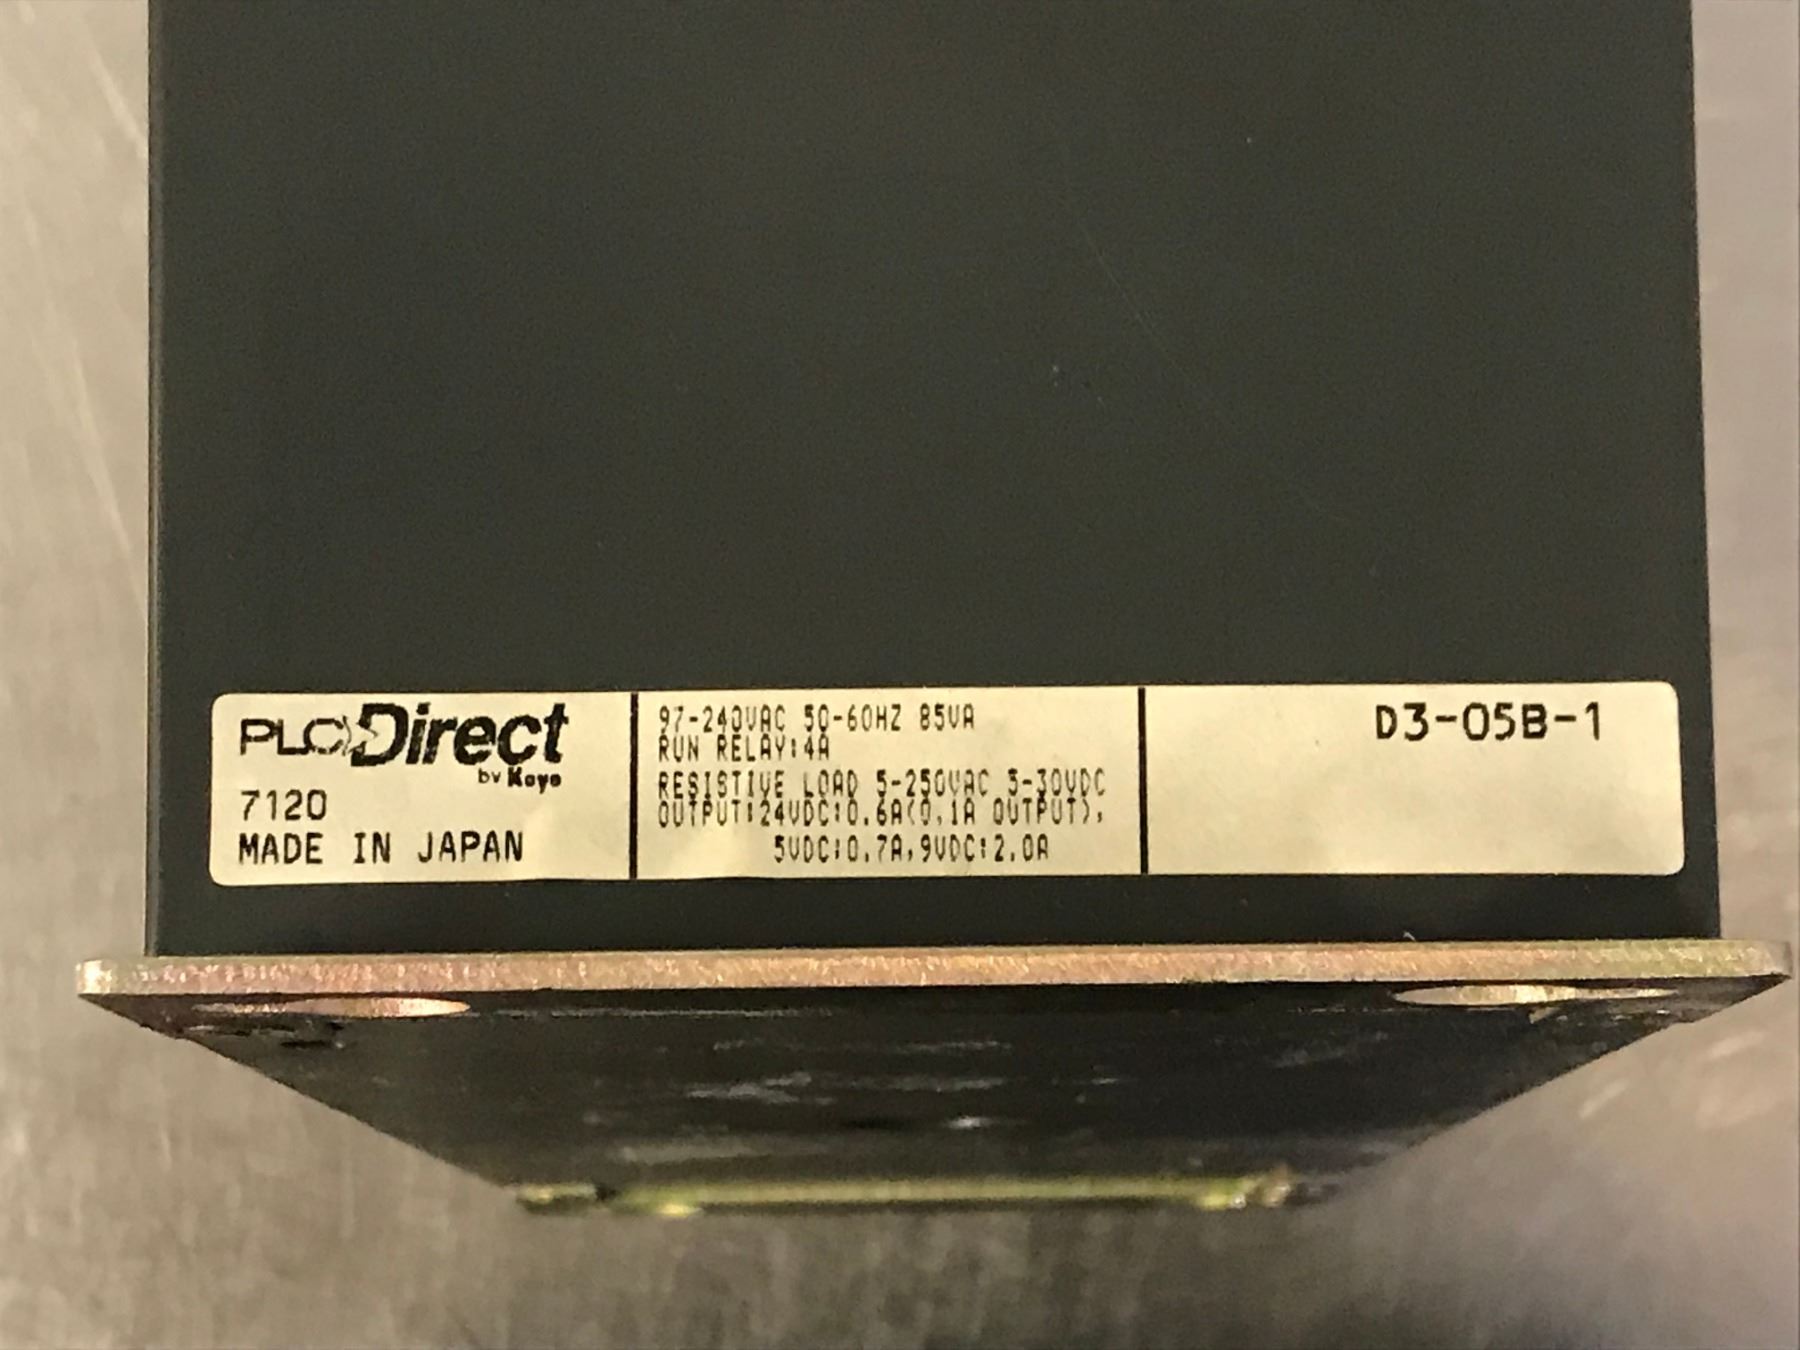 PLC Direct
by Koyo
7120
MADE IN JAPAN
97-240VAC 50-60HZ 85VA
RUN RELAY:4A
RESISTIVE LOAD 5-250VAC 5-30VDC
OUTPUT:24VDC:0.6A(0.1A OUTPUT),
5VDC:0.7A,9VDC:2.0A
D3-05B-1